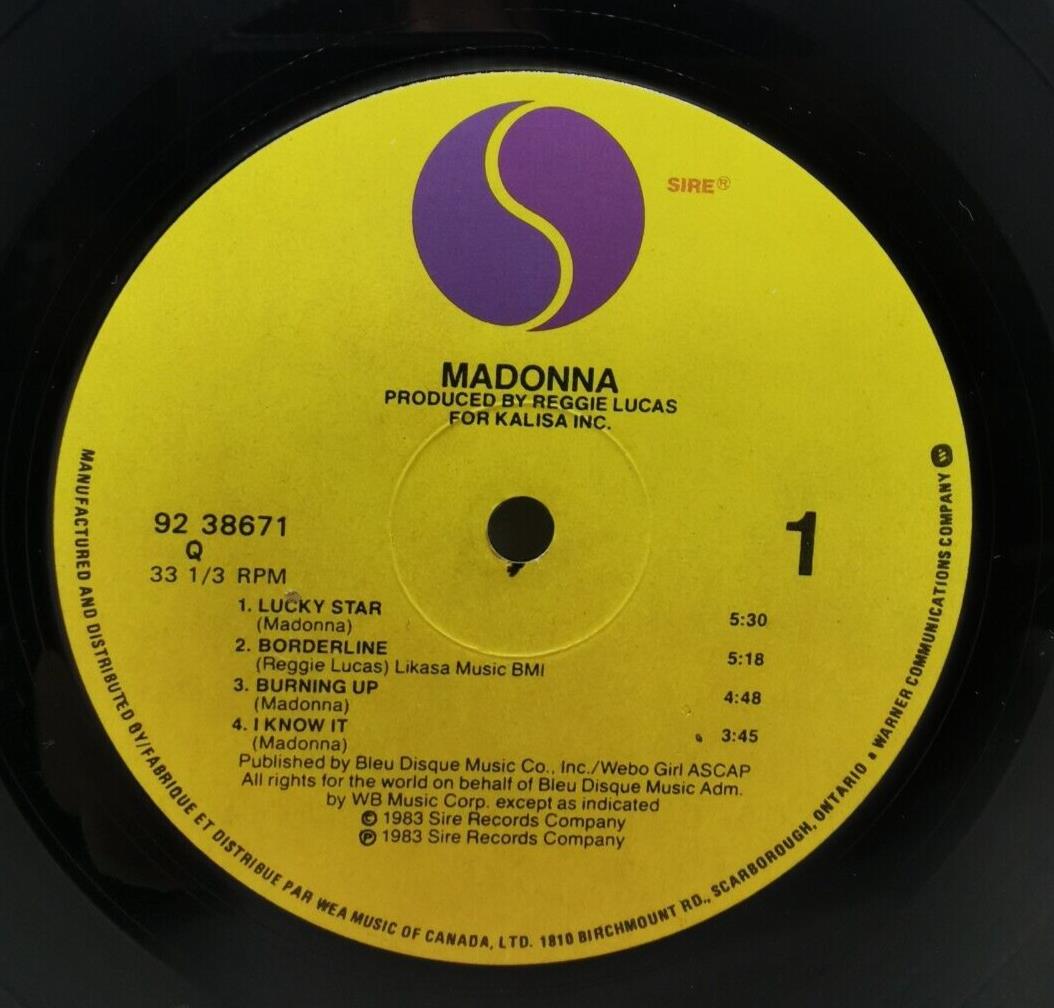 SIRE®
MADONNA
PRODUCED BY REGGIE LUCAS
FOR KALISA INC.
92 38671
Q
33 1/3 RPM
1
1. LUCKY STAR 5:30
(Madonna)
2. BORDERLINE 5:18
(Reggie Lucas) Likasa Music BMI
3. BURNING UP 4:48
(Madonna)
4. I KNOW IT 3:45
(Madonna)
Published by Bleu Disque Music Co., Inc./Webo Girl ASCAP
All rights for the world on behalf of Bleu Disque Music Adm.
by WB Music Corp. except as indicated
© 1983 Sire Records Company
℗ 1983 Sire Records Company
MANUFACTURED AND DISTRIBUTED BY/FABRIQUE ET DISTRIBUE PAR WEA MUSIC OF CANADA, LTD. 1810 BIRCHMOUNT RD., SCARBOROUGH, ONTARIO • WARNER COMMUNICATIONS COMPANY